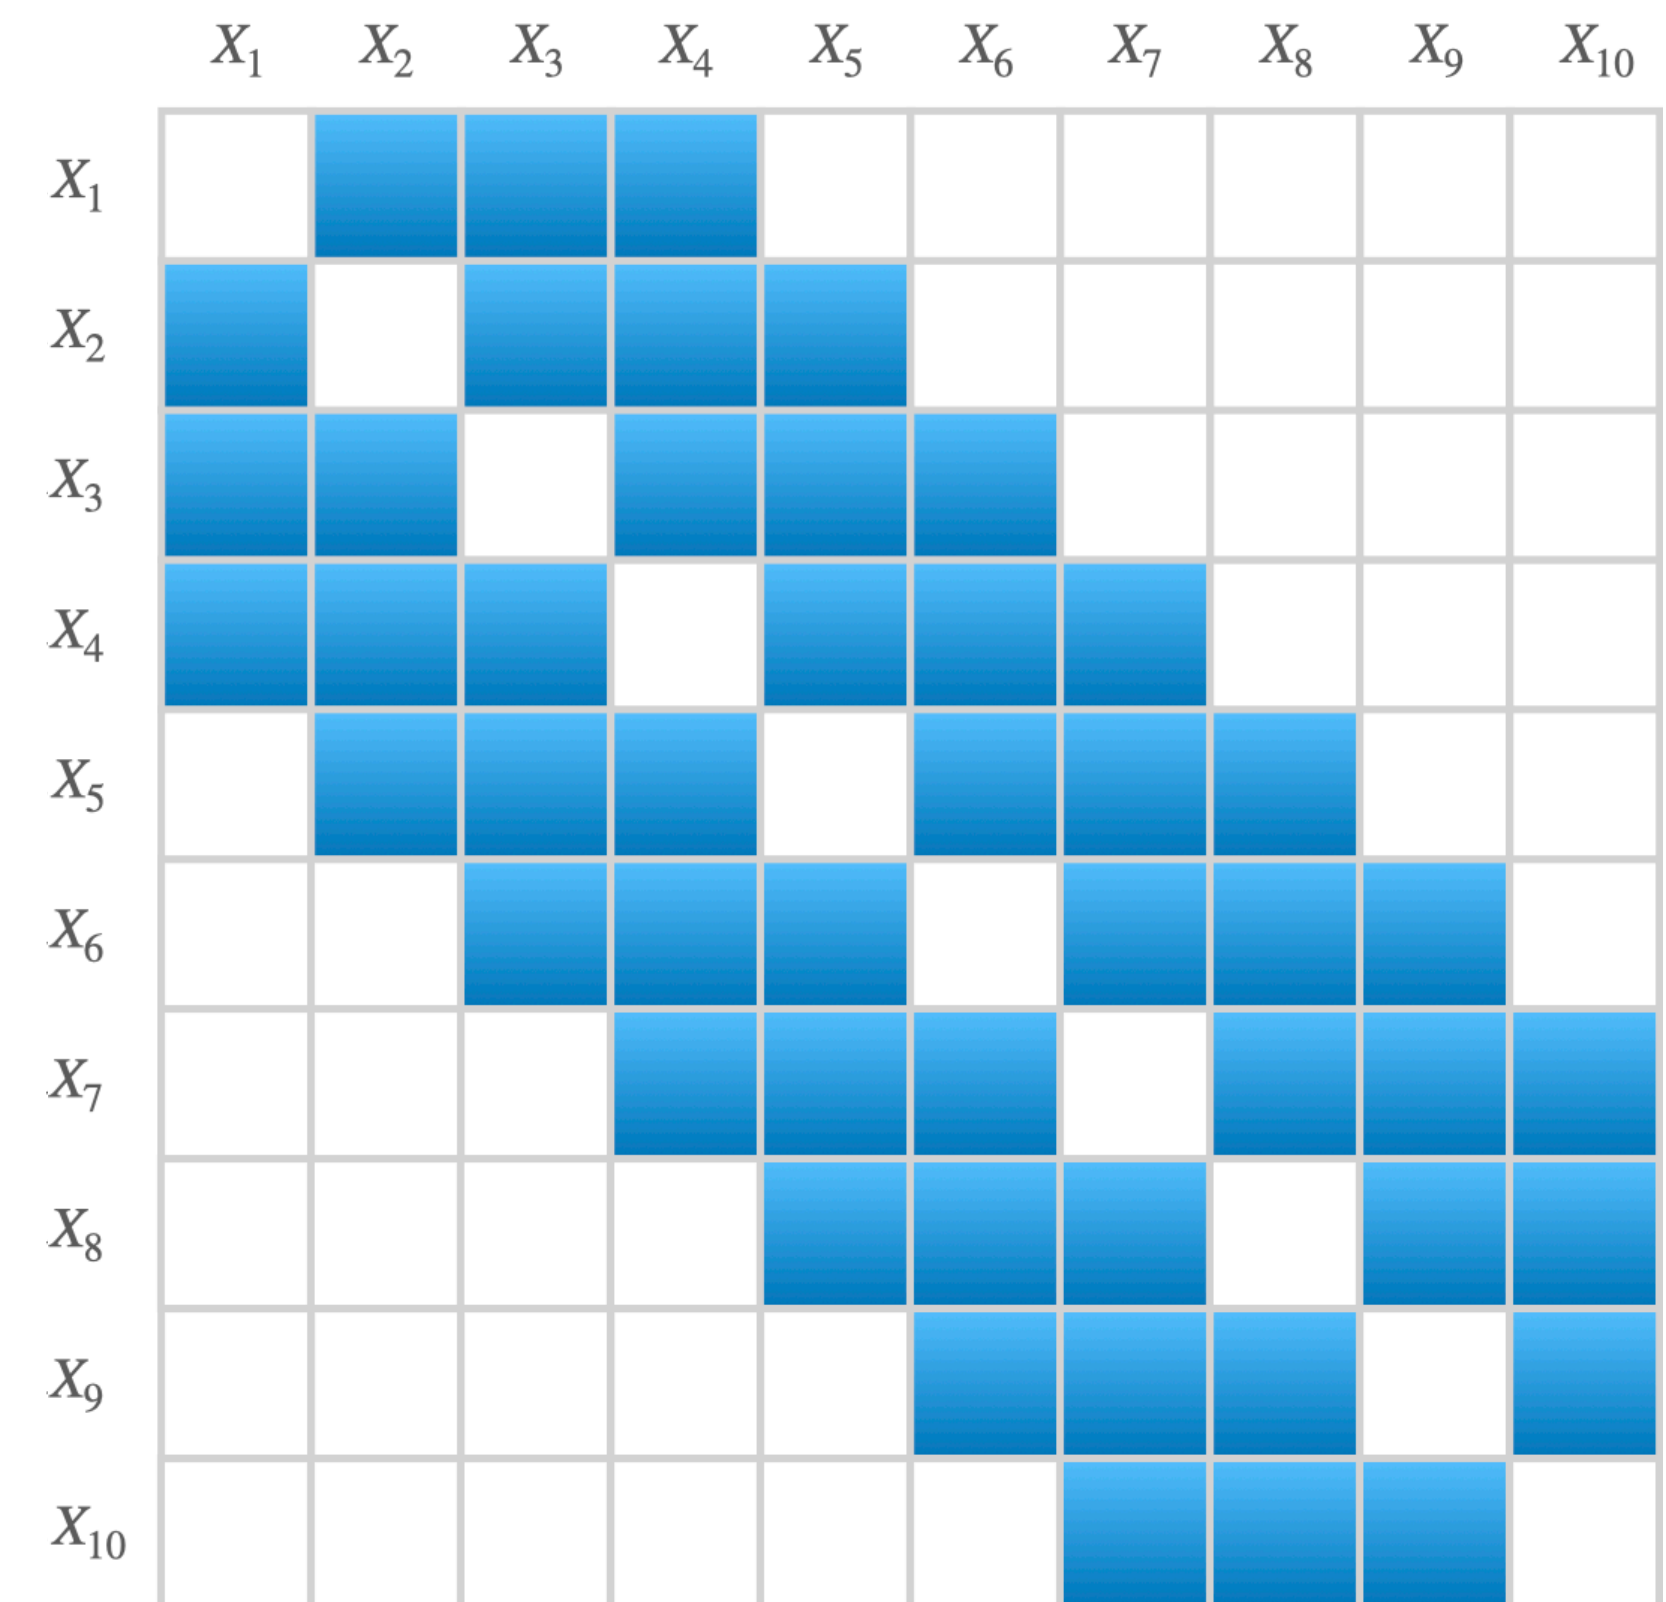 X₁ X₂ X₃ X₄ X₅ X₆ X₇ X₈ X₉ X₁₀
X₁
X₂
X₃
X₄
X₅
X₆
X₇
X₈
X₉
X₁₀